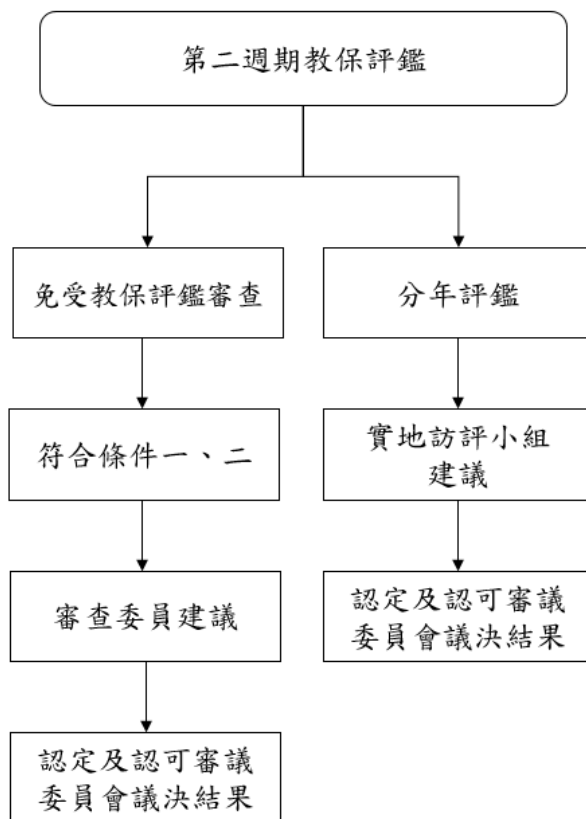 第二週期教保評鑑
免受教保評鑑審查
分年評鑑
符合條件一、二
實地訪評小組
建議
審查委員建議
認定及認可審議
委員會議決結果
認定及認可審議
委員會議決結果